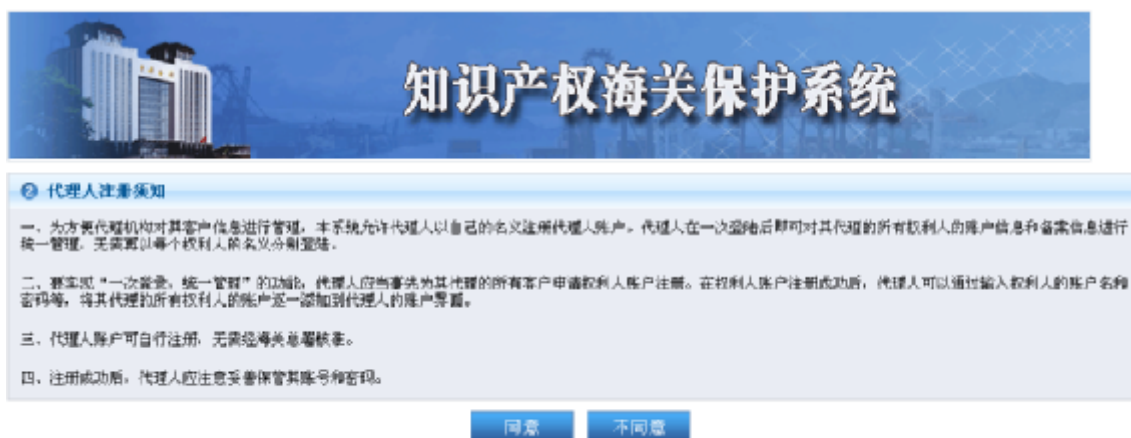 知识产权海关保护系统
代理人注册须知
一、为方便代理机构对其客户信息进行管理，本系统允许代理人以自己的名义注册代理人账户。代理人在一次登陆后即可对其代理的所有权利人的账户信息和备案信息进行
统一管理，无需再以每个权利人的名义分别登陆。
二、要实现“一次登录，统一管理”的功能，代理人应当事先为其代理的所有客户申请权利人账户注册。在权利人账户注册成功后，代理人可以通过输入权利人的账户名和
密码等，将其代理的所有权利人的账户逐一添加到代理人的账户界面。
三、代理人账户可自行注册，无需经海关总署核准。
四、注册成功后，代理人应注意妥善保管其账号和密码。
同意 不同意